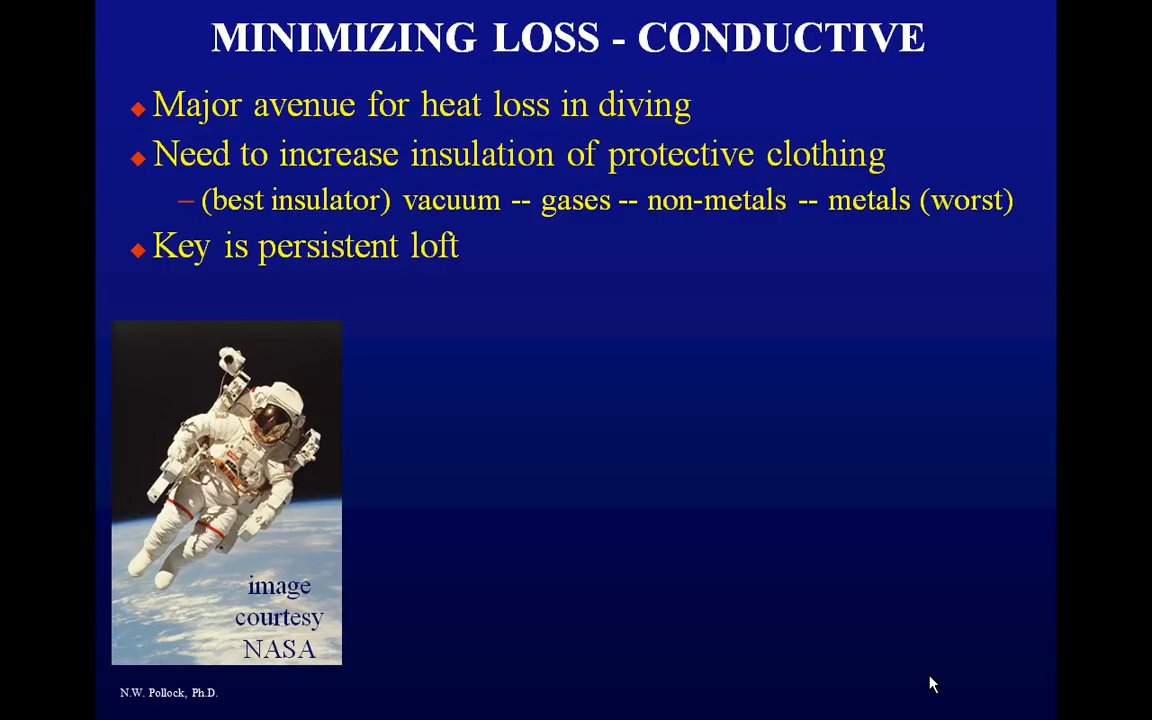 MINIMIZING LOSS - CONDUCTIVE
Major avenue for heat loss in diving
Need to increase insulation of protective clothing
– (best insulator) vacuum -- gases -- non-metals -- metals (worst)
Key is persistent loft
image
courtesy
NASA
N.W. Pollock, Ph.D.